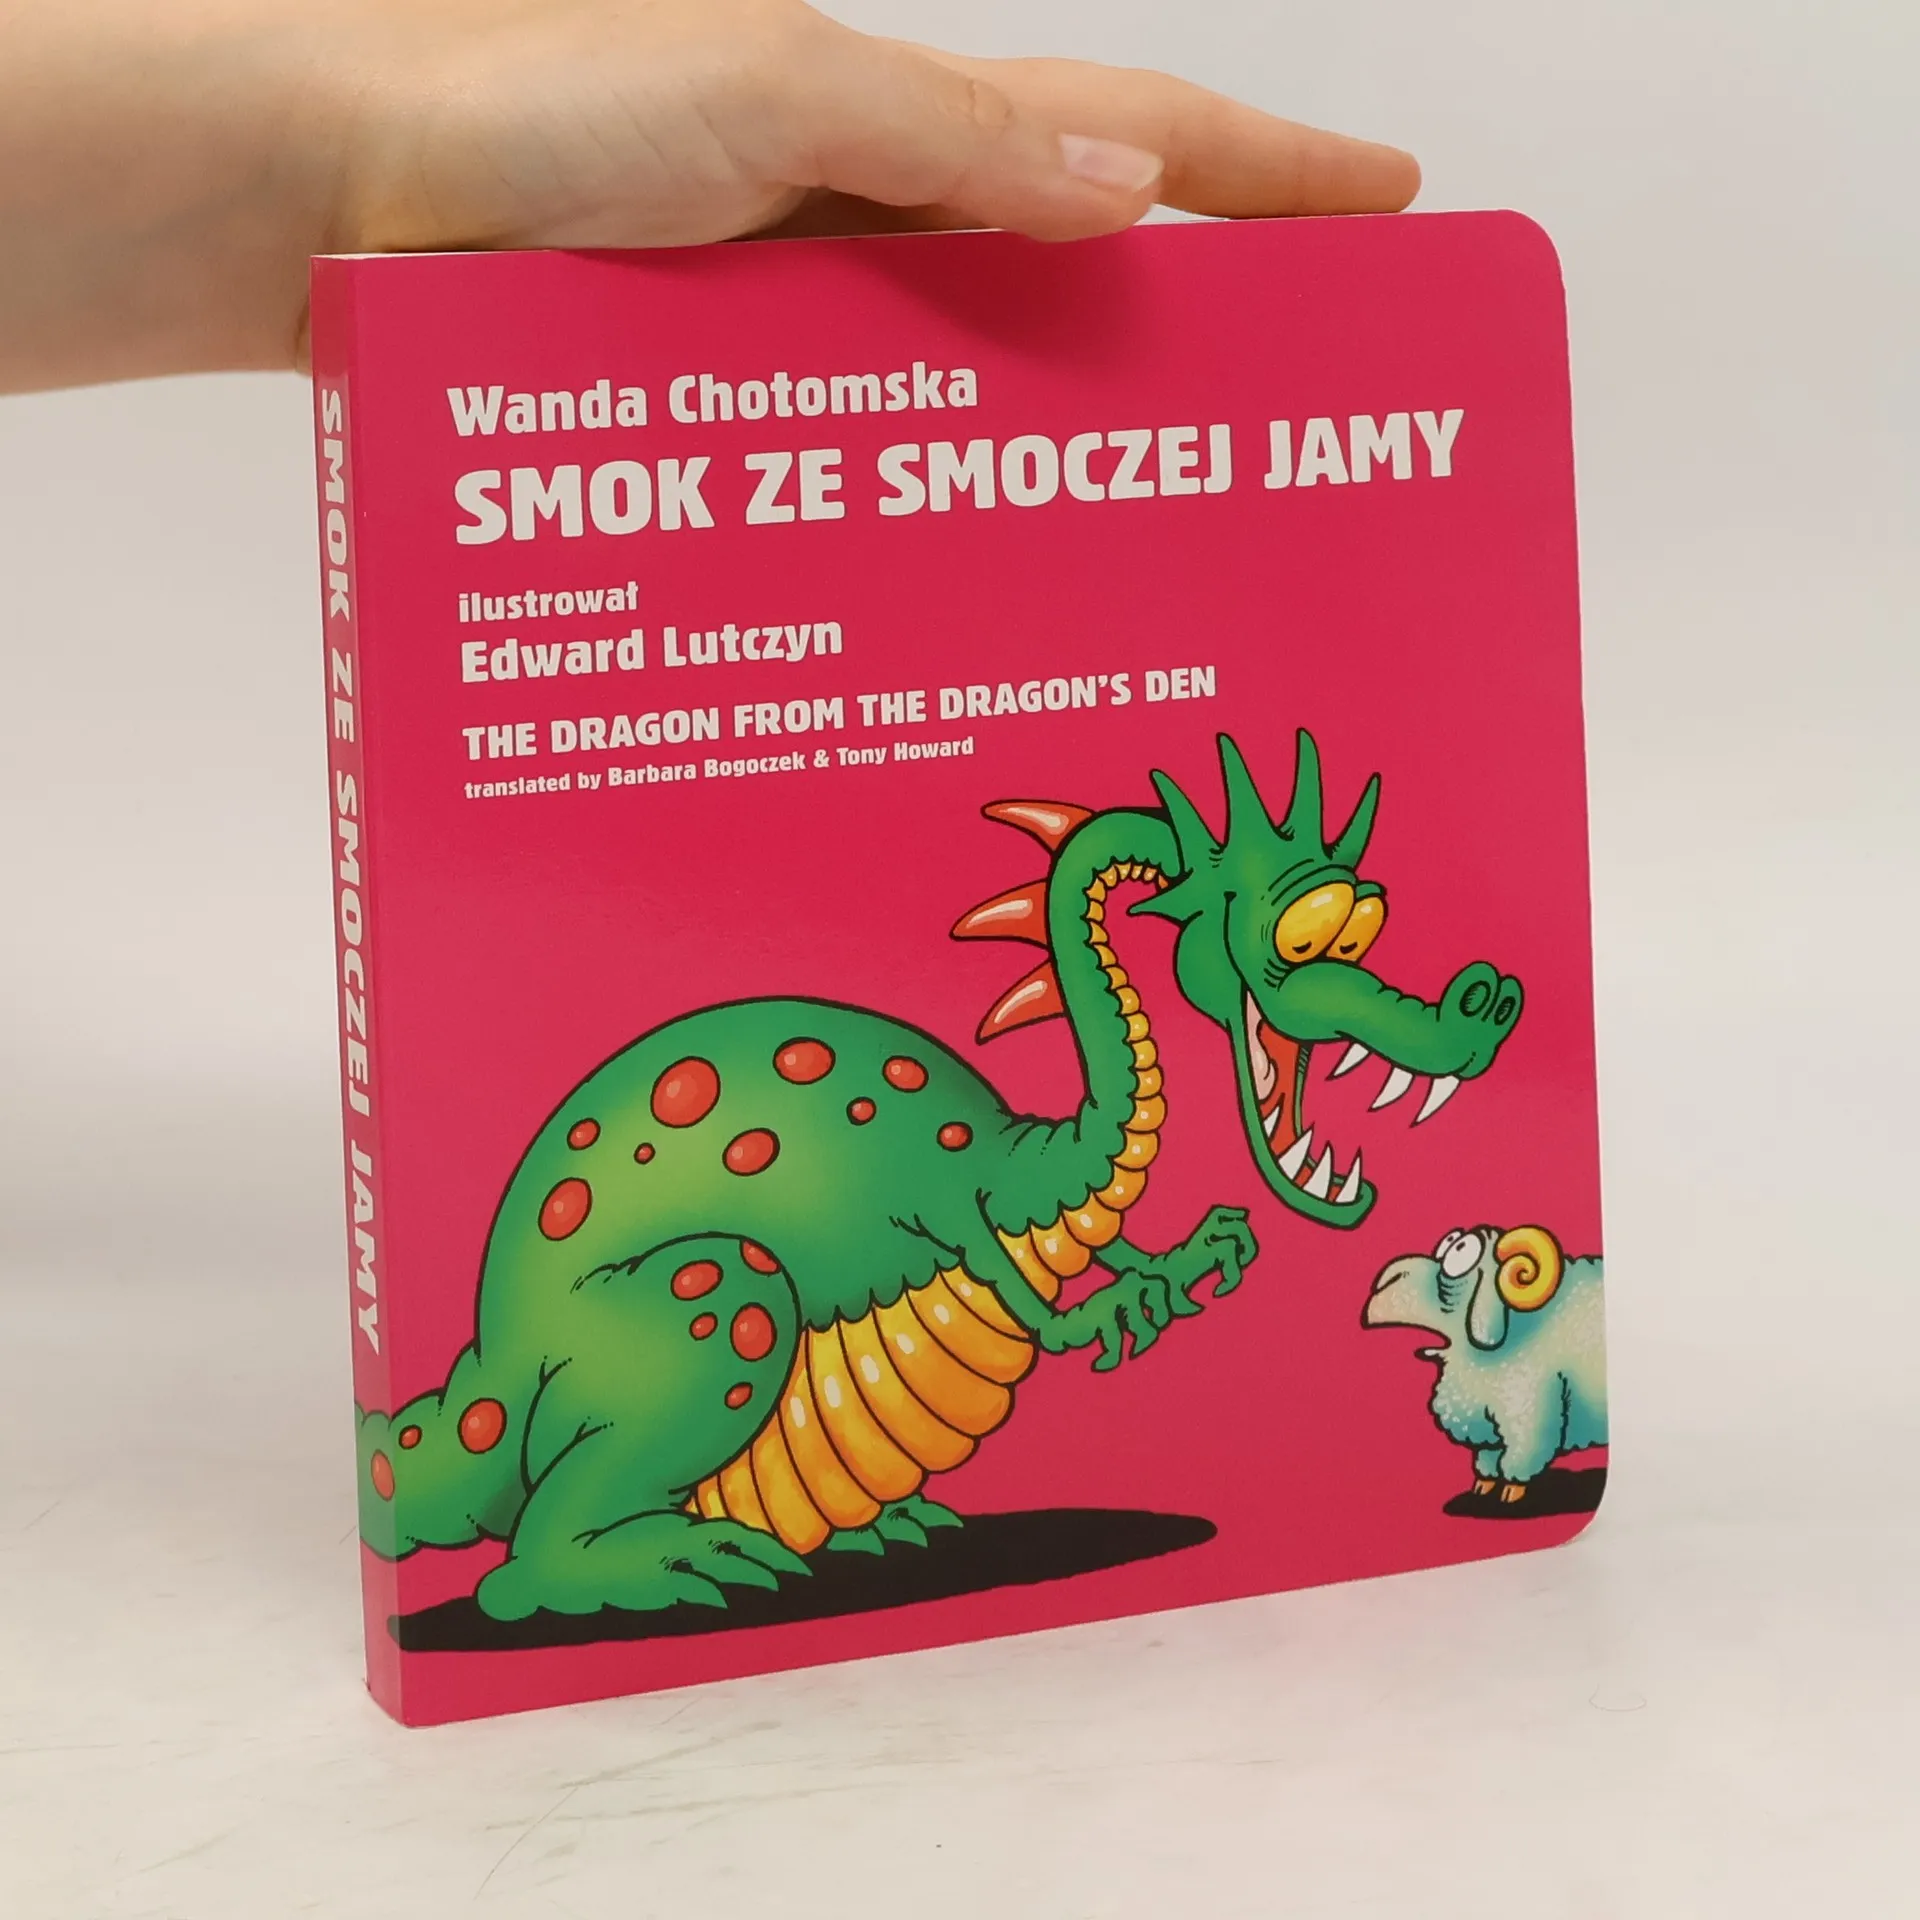 Wanda Chotomska
SMOK ZE SMOCZEJ JAMY
ilustrował
Edward Lutczyn
THE DRAGON FROM THE DRAGON'S DEN
translated by Barbara Bogoczek & Tony Howard
SMOK ZE SMOCZEJ JAMY